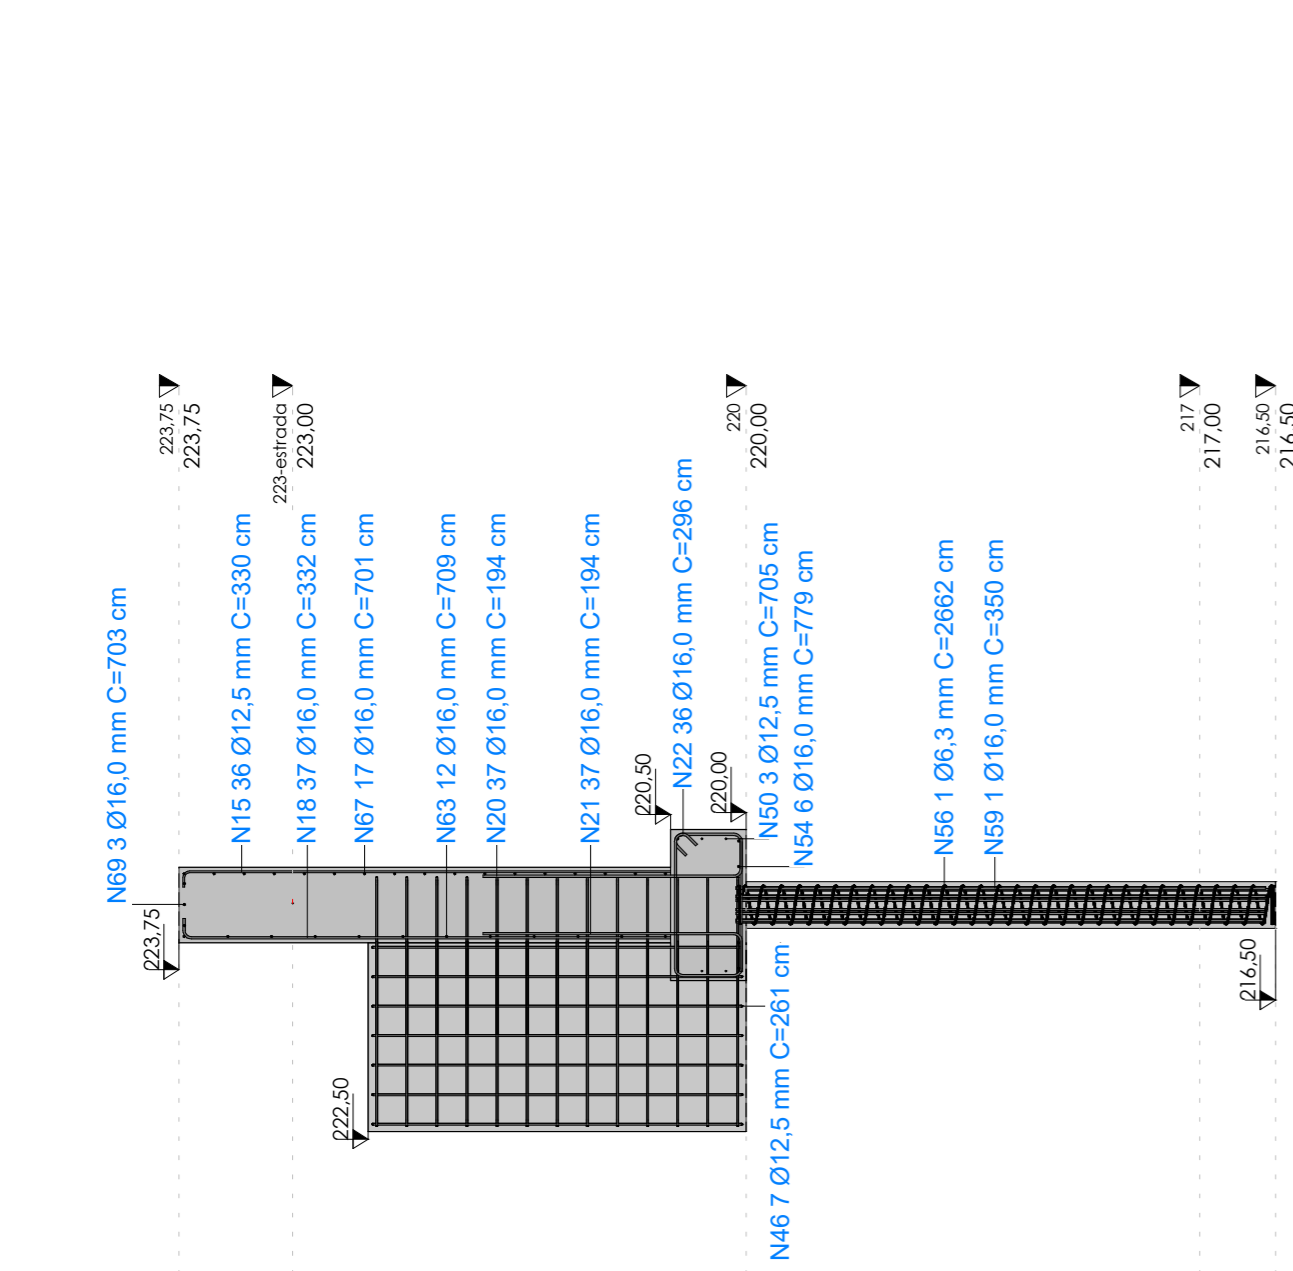 223,75
223,75
223-estrada
223,00
220
220,00
217
217,00
216,50
216,50
N69 3 Ø16,0 mm C=703 cm
N15 36 Ø12,5 mm C=330 cm
N18 37 Ø16,0 mm C=332 cm
N67 17 Ø16,0 mm C=701 cm
N63 12 Ø16,0 mm C=709 cm
N20 37 Ø16,0 mm C=194 cm
N21 37 Ø16,0 mm C=194 cm
220,50
N22 36 Ø16,0 mm C=296 cm
220,00
N50 3 Ø12,5 mm C=705 cm
N54 6 Ø16,0 mm C=779 cm
N56 1 Ø6,3 mm C=2662 cm
N59 1 Ø16,0 mm C=350 cm
223,75
222,50
N46 7 Ø12,5 mm C=261 cm
216,50